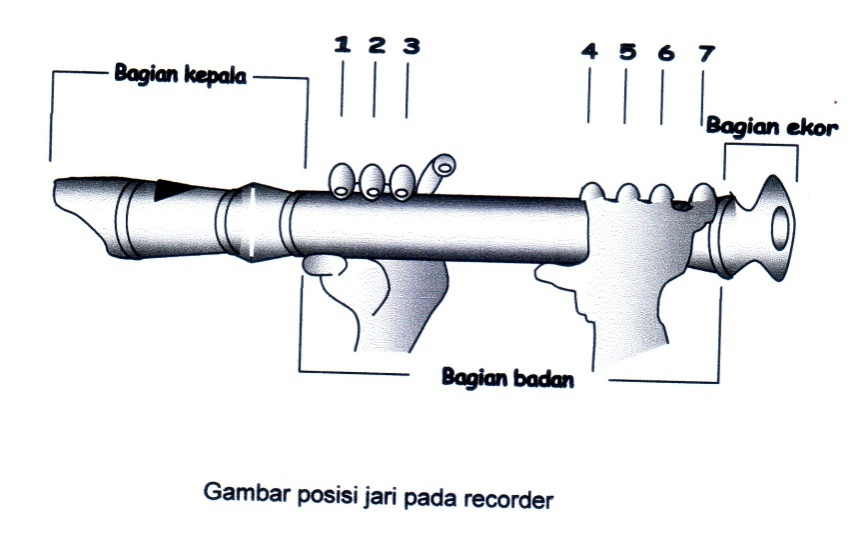 1 2 3
4 5 6 7
Bagian kepala
Bagian ekor
Bagian badan
Gambar posisi jari pada recorder